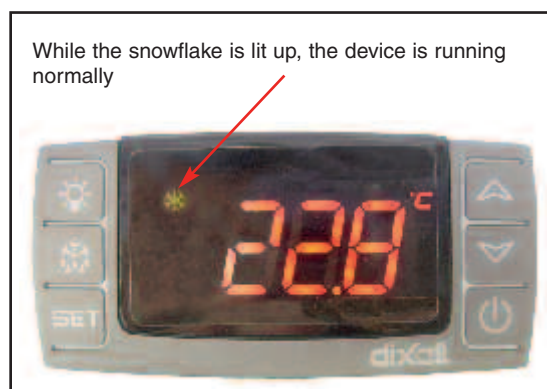 While the snowflake is lit up, the device is running
normally
22.8 °C
SET
dixell